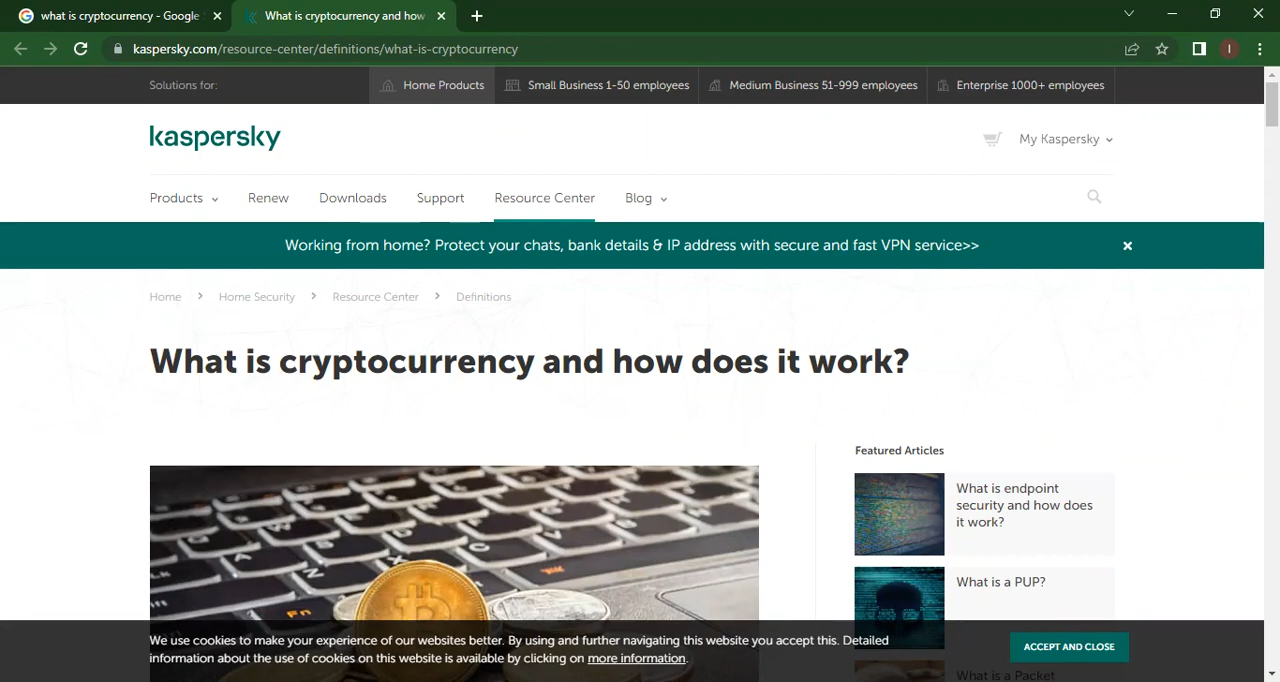 what is cryptocurrency - Google
What is cryptocurrency and how
kaspersky.com/resource-center/definitions/what-is-cryptocurrency
I
Solutions for:
Home Products
Small Business 1-50 employees
Medium Business 51-999 employees
Enterprise 1000+ employees
kaspersky
My Kaspersky
Products
Renew
Downloads
Support
Resource Center
Blog
Working from home? Protect your chats, bank details & IP address with secure and fast VPN service>>
Home > Home Security > Resource Center > Definitions
What is cryptocurrency and how does it work?
Featured Articles
What is endpoint
security and how does
it work?
What is a PUP?
What is a Packet
We use cookies to make your experience of our websites better. By using and further navigating this website you accept this. Detailed
information about the use of cookies on this website is available by clicking on more information.
ACCEPT AND CLOSE